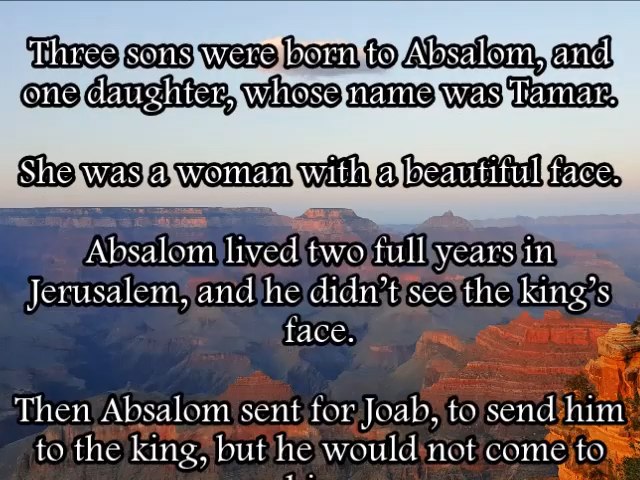 Three sons were born to Absalom, and
one daughter, whose name was Tamar.
She was a woman with a beautiful face.
Absalom lived two full years in
Jerusalem, and he didn’t see the king’s
face.
Then Absalom sent for Joab, to send him
to the king, but he would not come to